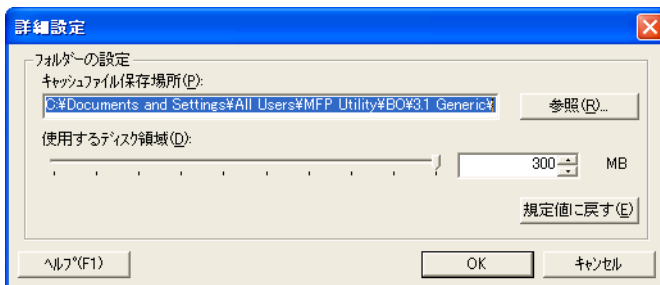 詳細設定
フォルダーの設定
キャッシュファイル保存場所(P):
C:¥Documents and Settings¥All Users¥MFP Utility¥BO¥3.1 Generic¥
参照(R)...
使用するディスク領域(D):
300 MB
規定値に戻す(E)
ヘルプ(F1) OK キャンセル